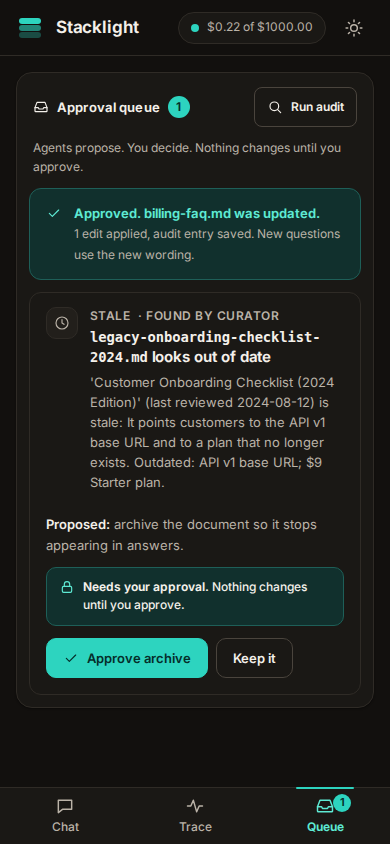 Stacklight
$0.22 of $1000.00
Approval queue 1
Run audit
Agents propose. You decide. Nothing changes until you
approve.
Approved. billing-faq.md was updated.
1 edit applied, audit entry saved. New questions
use the new wording.
STALE · FOUND BY CURATOR
legacy-onboarding-checklist-
2024.md looks out of date
'Customer Onboarding Checklist (2024
Edition)' (last reviewed 2024-08-12) is
stale: It points customers to the API v1
base URL and to a plan that no longer
exists. Outdated: API v1 base URL; $9
Starter plan.
Proposed: archive the document so it stops
appearing in answers.
Needs your approval. Nothing changes
until you approve.
Approve archive
Keep it
1
Chat
Trace
Queue